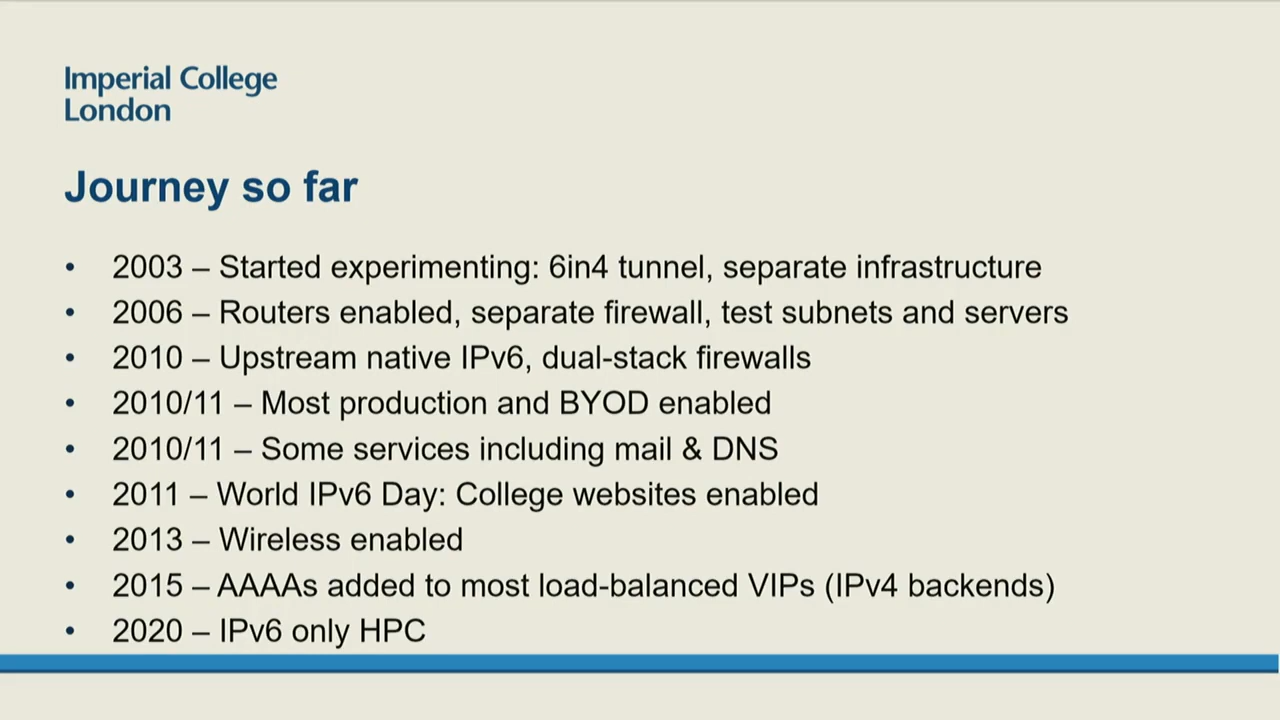 Imperial College
London
Journey so far
• 2003 – Started experimenting: 6in4 tunnel, separate infrastructure
• 2006 – Routers enabled, separate firewall, test subnets and servers
• 2010 – Upstream native IPv6, dual-stack firewalls
• 2010/11 – Most production and BYOD enabled
• 2010/11 – Some services including mail & DNS
• 2011 – World IPv6 Day: College websites enabled
• 2013 – Wireless enabled
• 2015 – AAAAs added to most load-balanced VIPs (IPv4 backends)
• 2020 – IPv6 only HPC